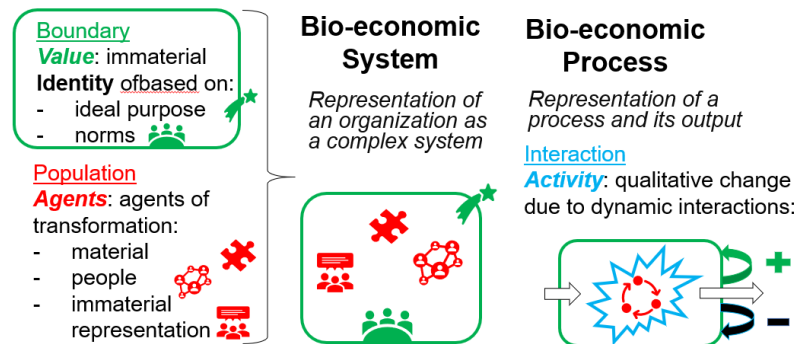 Boundary
Value: immaterial
Identity ofbased on:
- ideal purpose
- norms
Population
Agents: agents of
transformation:
- material
- people
- immaterial
representation
Bio-economic
System
Representation of
an organization as
a complex system
Bio-economic
Process
Representation of a
process and its output
Interaction
Activity: qualitative change
due to dynamic interactions:
+
-